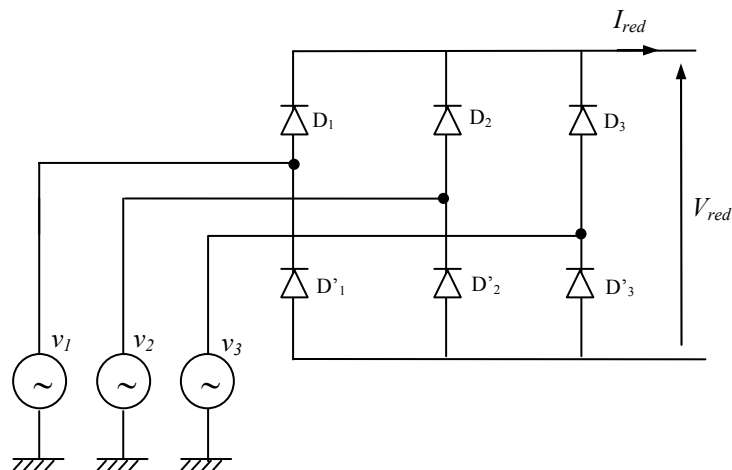 I_red
D₁ D₂ D₃
V_red
D’₁ D’₂ D’₃
v₁ v₂ v₃
~ ~ ~